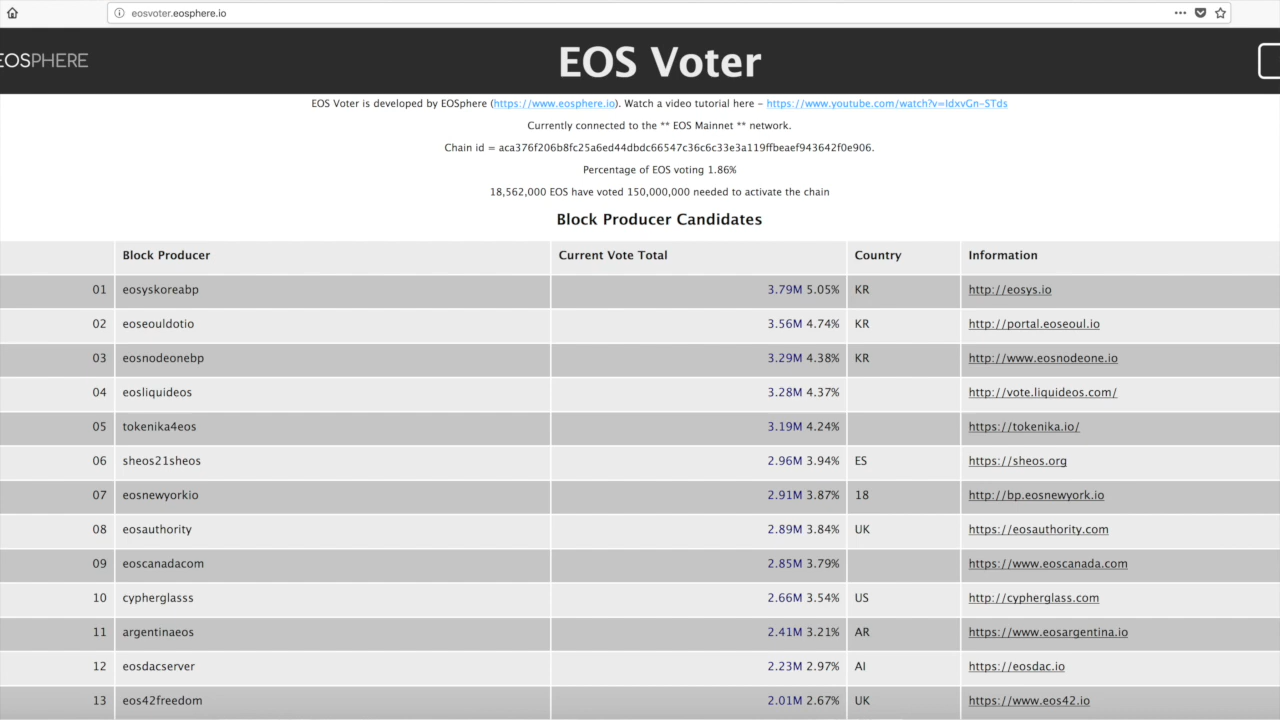 eosvoter.eosphere.io
EOSPHERE
EOS Voter
EOS Voter is developed by EOSphere (https://www.eosphere.io). Watch a video tutorial here – https://www.youtube.com/watch?v=IdxvGn-STds
Currently connected to the ** EOS Mainnet ** network.
Chain id = aca376f206b8fc25a6ed44dbdc66547c36c6c33e3a119ffbeaef943642f0e906.
Percentage of EOS voting 1.86%
18,562,000 EOS have voted 150,000,000 needed to activate the chain
Block Producer Candidates
Block Producer Current Vote Total Country Information
01 eosyskoreabp 3.79M 5.05% KR http://eosys.io
02 eoseouldotio 3.56M 4.74% KR http://portal.eoseoul.io
03 eosnodeonebp 3.29M 4.38% KR http://www.eosnodeone.io
04 eosliquideos 3.28M 4.37% http://vote.liquideos.com/
05 tokenika4eos 3.19M 4.24% https://tokenika.io/
06 sheos21sheos 2.96M 3.94% ES https://sheos.org
07 eosnewyorkio 2.91M 3.87% 18 http://bp.eosnewyork.io
08 eosauthority 2.89M 3.84% UK https://eosauthority.com
09 eoscanadacom 2.85M 3.79% https://www.eoscanada.com
10 cypherglasss 2.66M 3.54% US http://cypherglass.com
11 argentinaeos 2.41M 3.21% AR https://www.eosargentina.io
12 eosdacserver 2.23M 2.97% AI https://eosdac.io
13 eos42freedom 2.01M 2.67% UK https://www.eos42.io